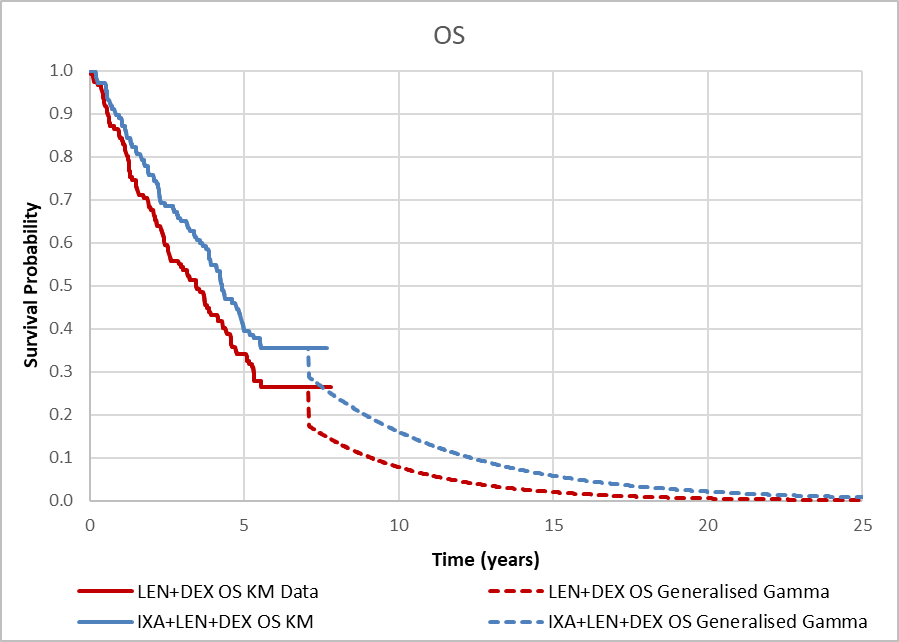 OS
1.0
0.9
0.8
0.7
0.6
0.5
0.4
0.3
0.2
0.1
0.0
Survival Probability
0 5 10 15 20 25
Time (years)
LEN+DEX OS KM Data LEN+DEX OS Generalised Gamma
IXA+LEN+DEX OS KM IXA+LEN+DEX OS Generalised Gamma